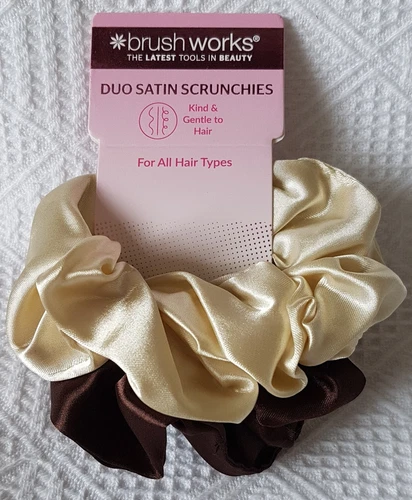 *brushworks®
THE LATEST TOOLS IN BEAUTY
DUO SATIN SCRUNCHIES
Kind &
Gentle to
Hair
For All Hair Types